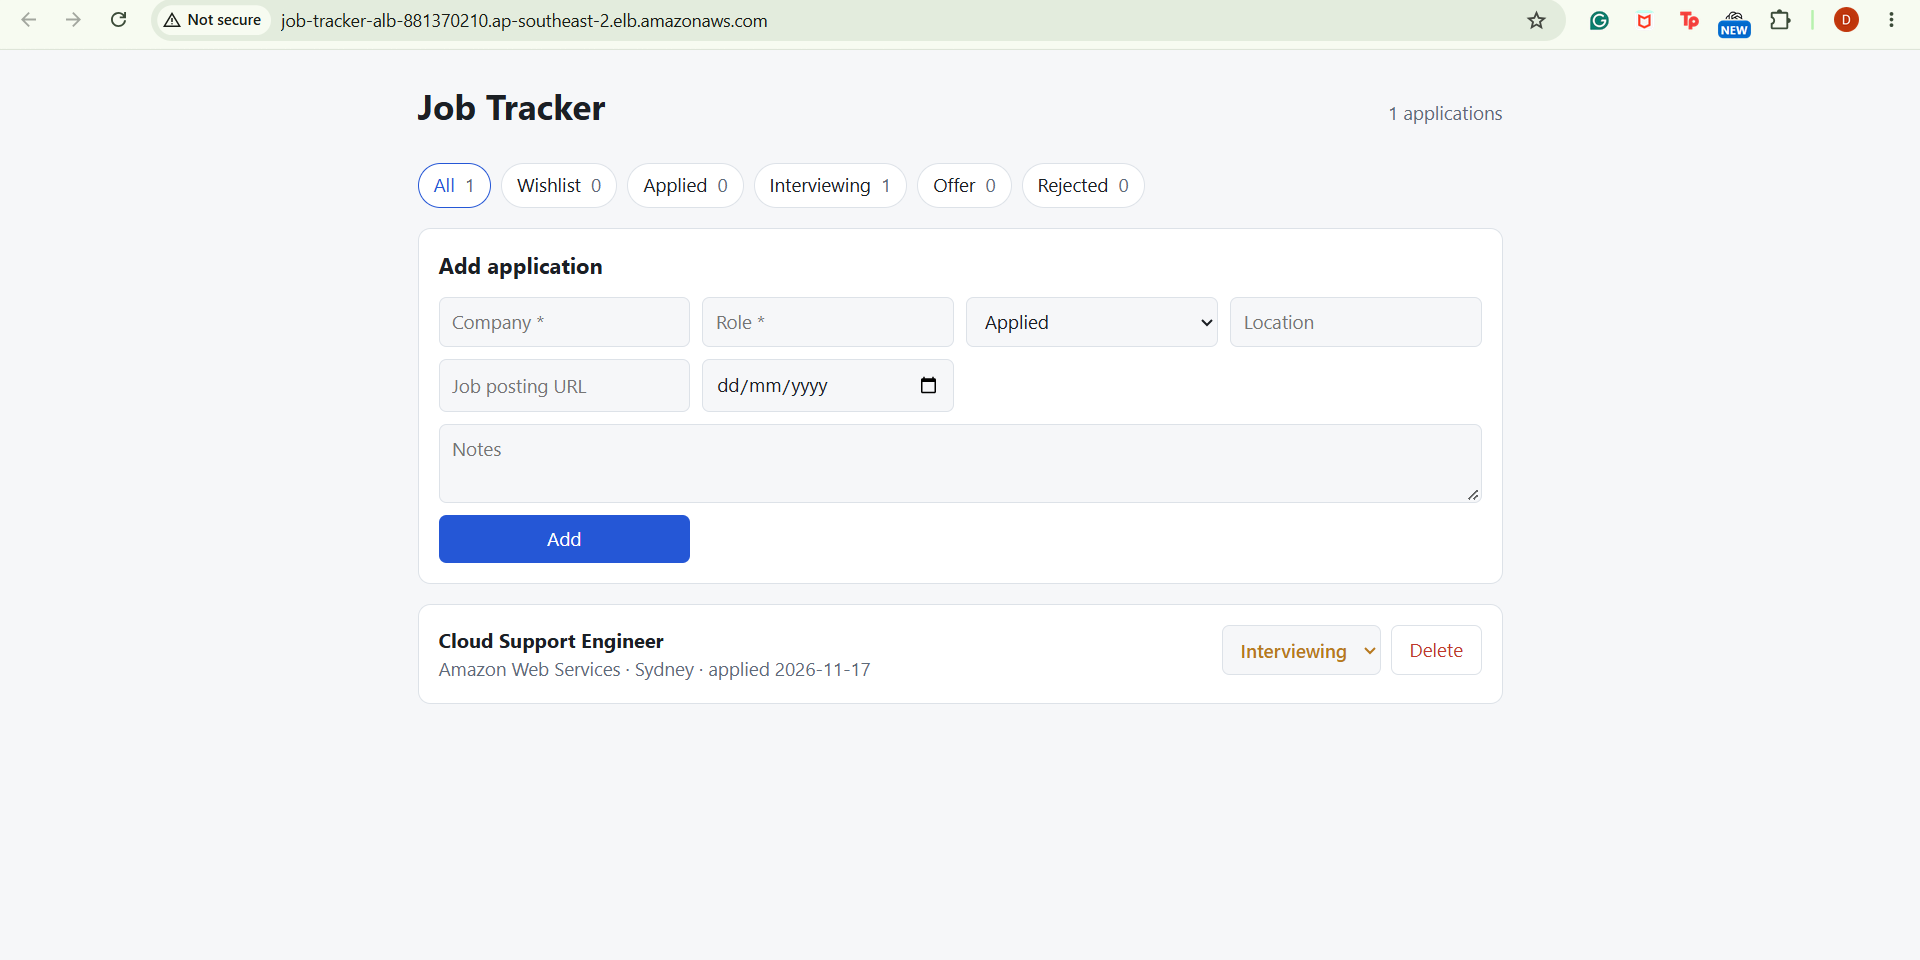 Not secure job-tracker-alb-881370210.ap-southeast-2.elb.amazonaws.com Tp NEW D
Job Tracker
1 applications
All 1 Wishlist 0 Applied 0 Interviewing 1 Offer 0 Rejected 0
Add application
Company * Role * Applied Location
Job posting URL dd/mm/yyyy
Notes
Add
Cloud Support Engineer
Amazon Web Services · Sydney · applied 2026-11-17
Interviewing Delete